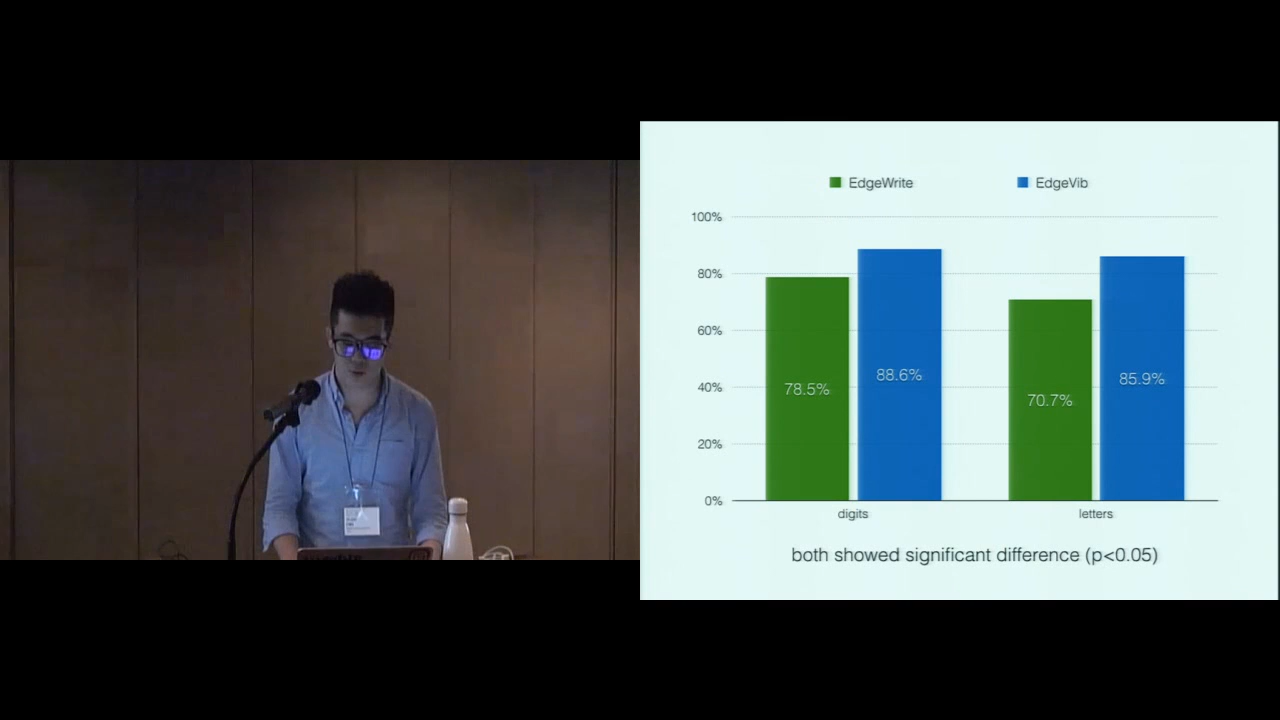 EdgeWrite EdgeVib
100%
80%
60%
40%
20%
0%
78.5% 88.6% 70.7% 85.9%
digits letters
both showed significant difference (p<0.05)